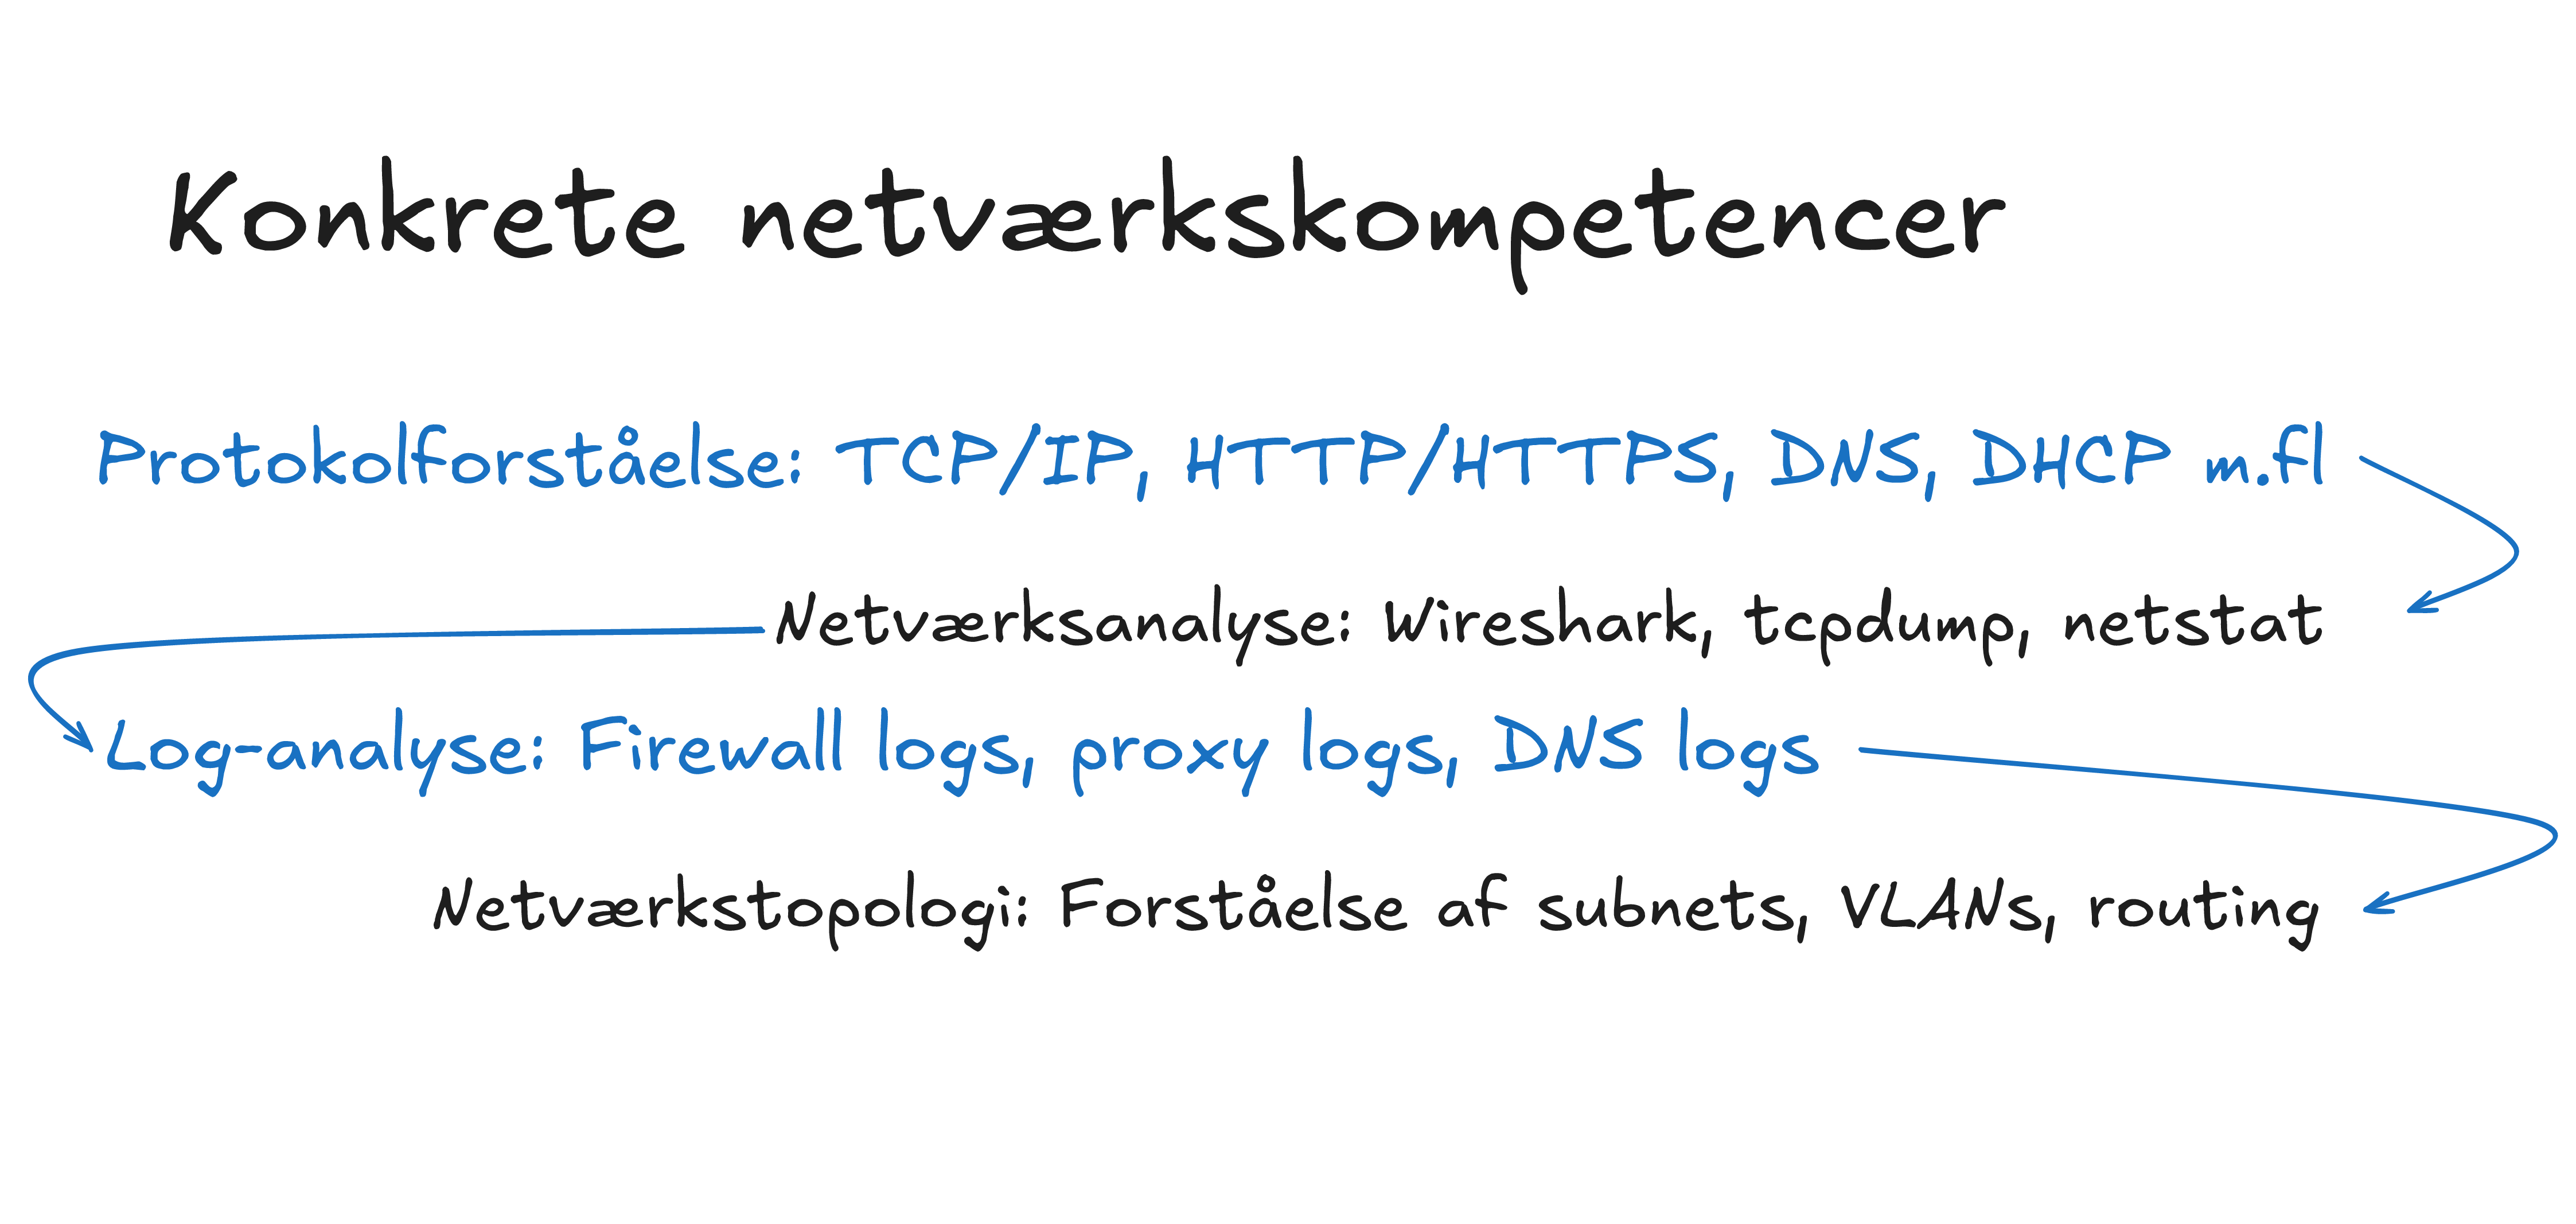 Konkrete netværkskompetencer
Protokolforståelse: TCP/IP, HTTP/HTTPS, DNS, DHCP m.fl
Netværksanalyse: Wireshark, tcpdump, netstat
Log-analyse: Firewall logs, proxy logs, DNS logs
Netværkstopologi: Forståelse af subnets, VLANs, routing